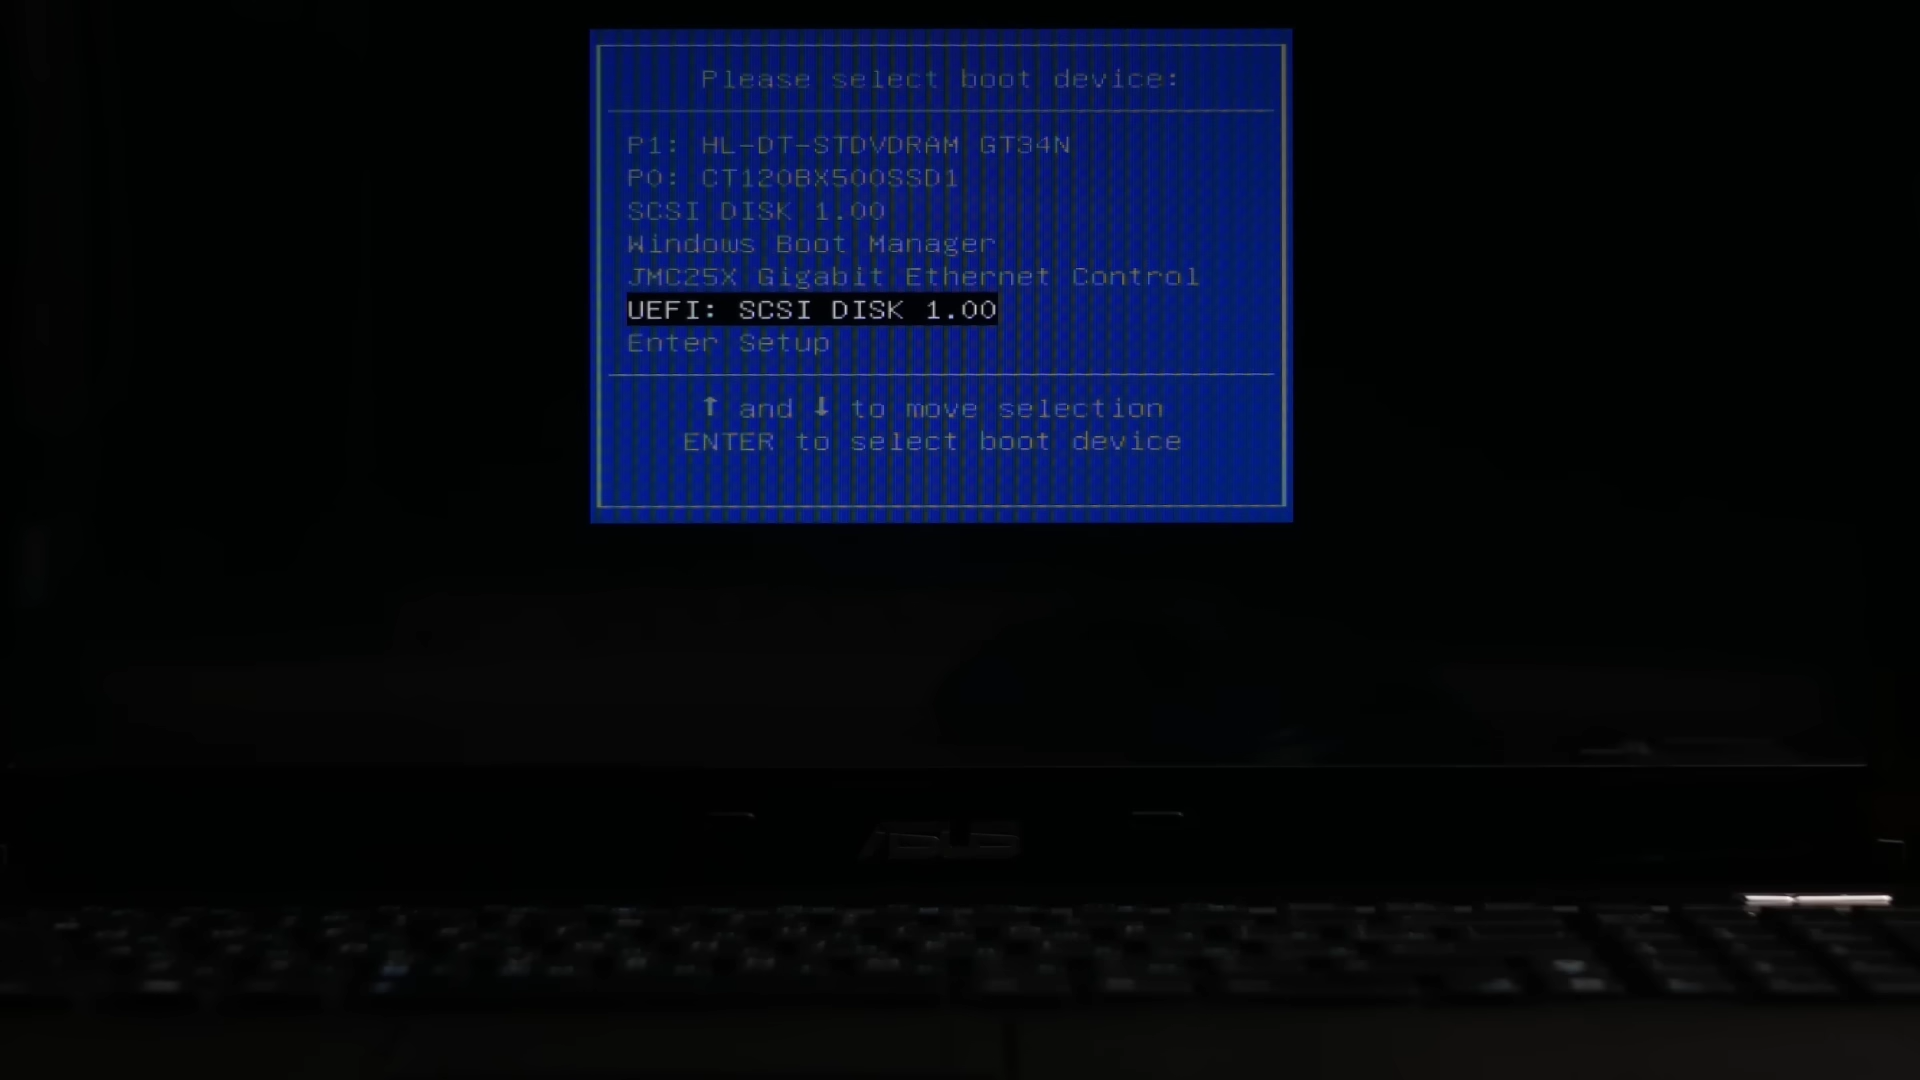 Please select boot device:
P1: HL-DT-STDVDRAM GT34N
P0: CT120BX500SSD1
SCSI DISK 1.00
Windows Boot Manager
JMC25X Gigabit Ethernet Control
UEFI: SCSI DISK 1.00
Enter Setup
↑ and ↓ to move selection
ENTER to select boot device
ASUS